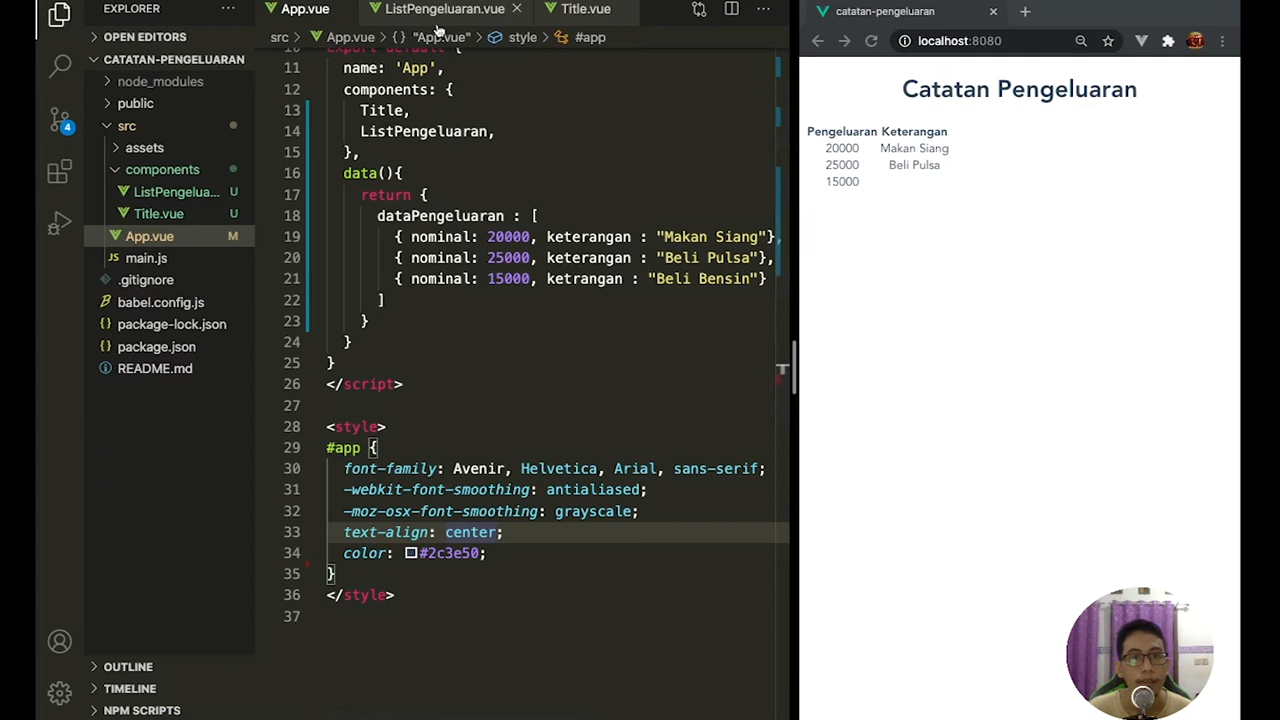 EXPLORER
OPEN EDITORS
CATATAN-PENGELUARAN
node_modules
public
src
assets
components
ListPengelua... U
Title.vue U
App.vue M
main.js
.gitignore
babel.config.js
package-lock.json
package.json
README.md
OUTLINE
TIMELINE
NPM SCRIPTS
4
App.vue ListPengeluaran.vue Title.vue
src App.vue {} "App.vue" style #app
10 export default {
11 name: 'App',
12 components: {
13 Title,
14 ListPengeluaran,
15 },
16 data(){
17 return {
18 dataPengeluaran : [
19 { nominal: 20000, keterangan : "Makan Siang"},
20 { nominal: 25000, keterangan : "Beli Pulsa"},
21 { nominal: 15000, ketrangan : "Beli Bensin"}
22 ]
23 }
24 }
25 }
26 </script>
27
28 <style>
29 #app {
30 font-family: Avenir, Helvetica, Arial, sans-serif;
31 -webkit-font-smoothing: antialiased;
32 -moz-osx-font-smoothing: grayscale;
33 text-align: center;
34 color: #2c3e50;
35 }
36 </style>
37
catatan-pengeluaran
localhost:8080
Catatan Pengeluaran
Pengeluaran Keterangan
20000 Makan Siang
25000 Beli Pulsa
15000